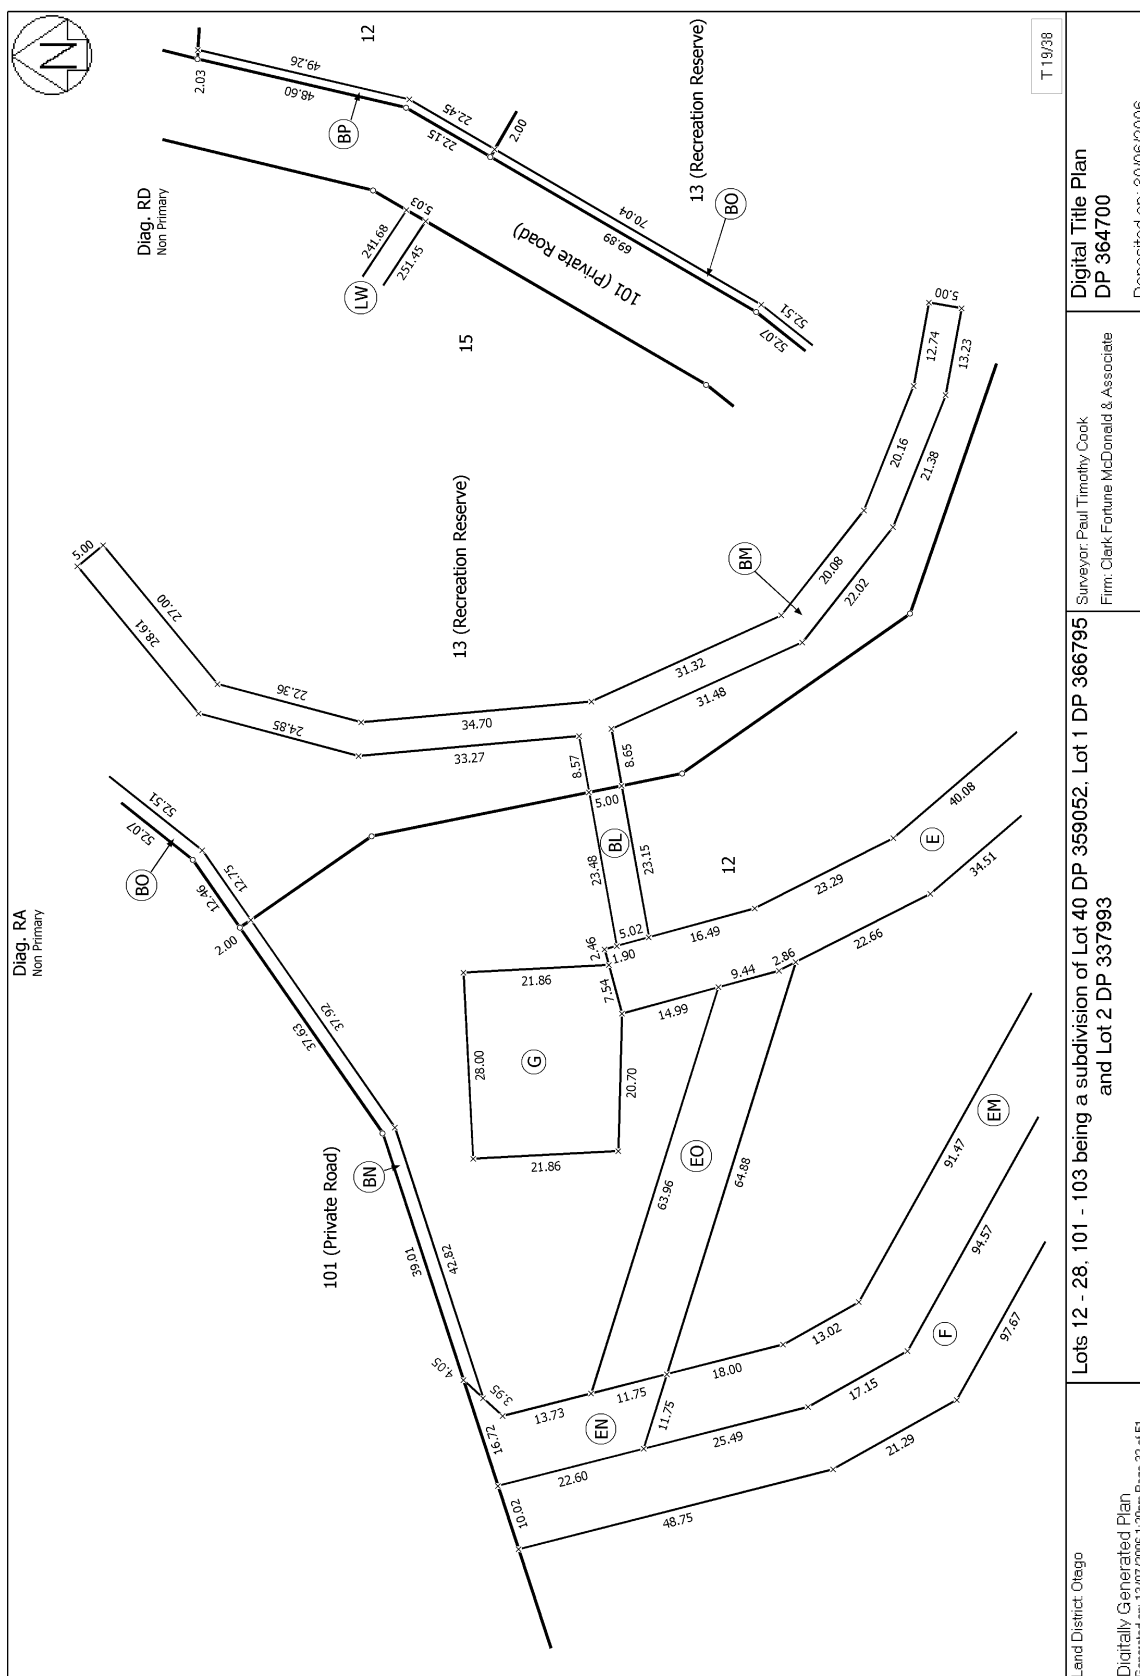 N
Diag. RD
Non Primary
12
2.03
49.26
48.60
BP
22.45
22.15
2.00
5.03
241.68
251.45
LW
15
101 (Private Road)
70.04
69.89
13 (Recreation Reserve)
BO
52.51
52.07
T 19/38
Diag. RA
Non Primary
5.00
27.00
28.61
22.36
24.85
34.70
33.27
13 (Recreation Reserve)
31.32
31.48
BM
20.08
22.02
20.16
21.38
12.74
13.23
5.00
8.57
8.65
5.00
BL
23.48
23.15
12
52.51
52.07
BO
12.75
12.46
2.00
37.92
37.63
101 (Private Road)
BN
39.01
42.82
4.05
3.95
2.46
5.02
1.90
7.54
21.86
28.00
G
20.70
21.86
16.49
23.29
E
40.08
34.51
22.66
2.86
9.44
14.99
EO
63.96
64.88
EM
91.47
94.57
F
97.67
13.02
18.00
17.15
11.75
11.75
13.73
EN
16.72
22.60
25.49
10.02
48.75
21.29
Land District: Otago
Digitally Generated Plan
Lots 12 - 28, 101 - 103 being a subdivision of Lot 40 DP 359052, Lot 1 DP 366795
and Lot 2 DP 337993
Surveyor: Paul Timothy Cook
Firm: Clark Fortune McDonald & Associate
Digital Title Plan
DP 364700
Deposited on: 30/06/2006